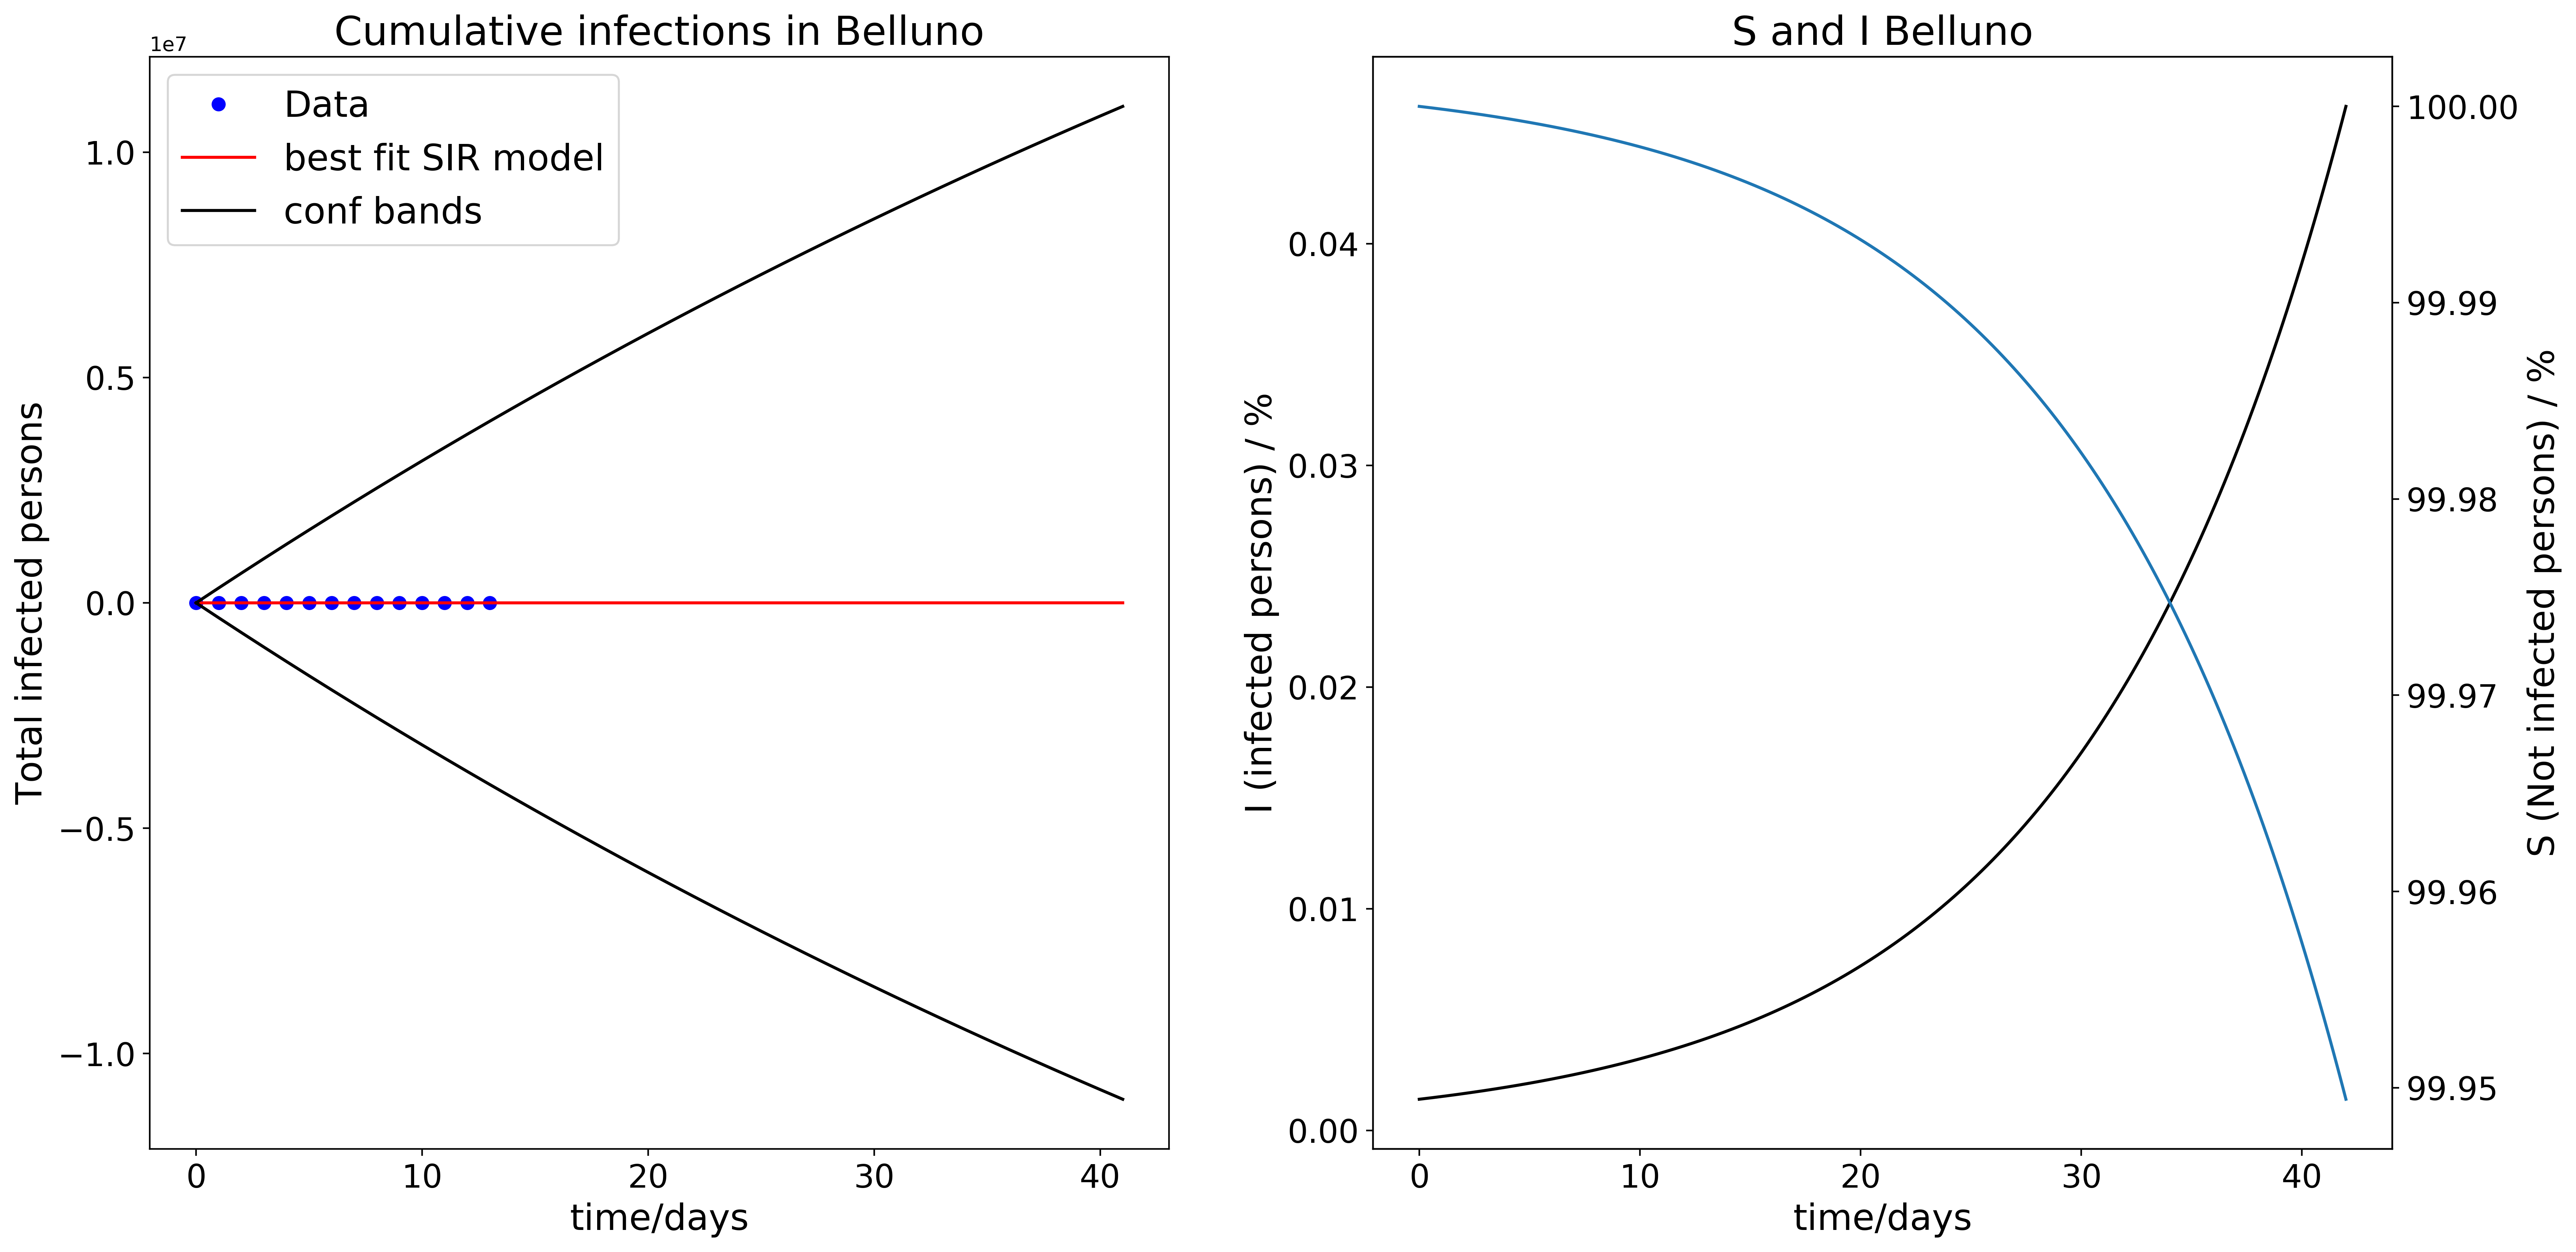 Cumulative infections in Belluno
1e7
Data
best fit SIR model
conf bands
1.0
0.5
0.0
−0.5
−1.0
Total infected persons
0 10 20 30 40
time/days
S and I Belluno
0.04
0.03
0.02
0.01
0.00
I (infected persons) / %
100.00
99.99
99.98
99.97
99.96
99.95
S (Not infected persons) / %
0 10 20 30 40
time/days